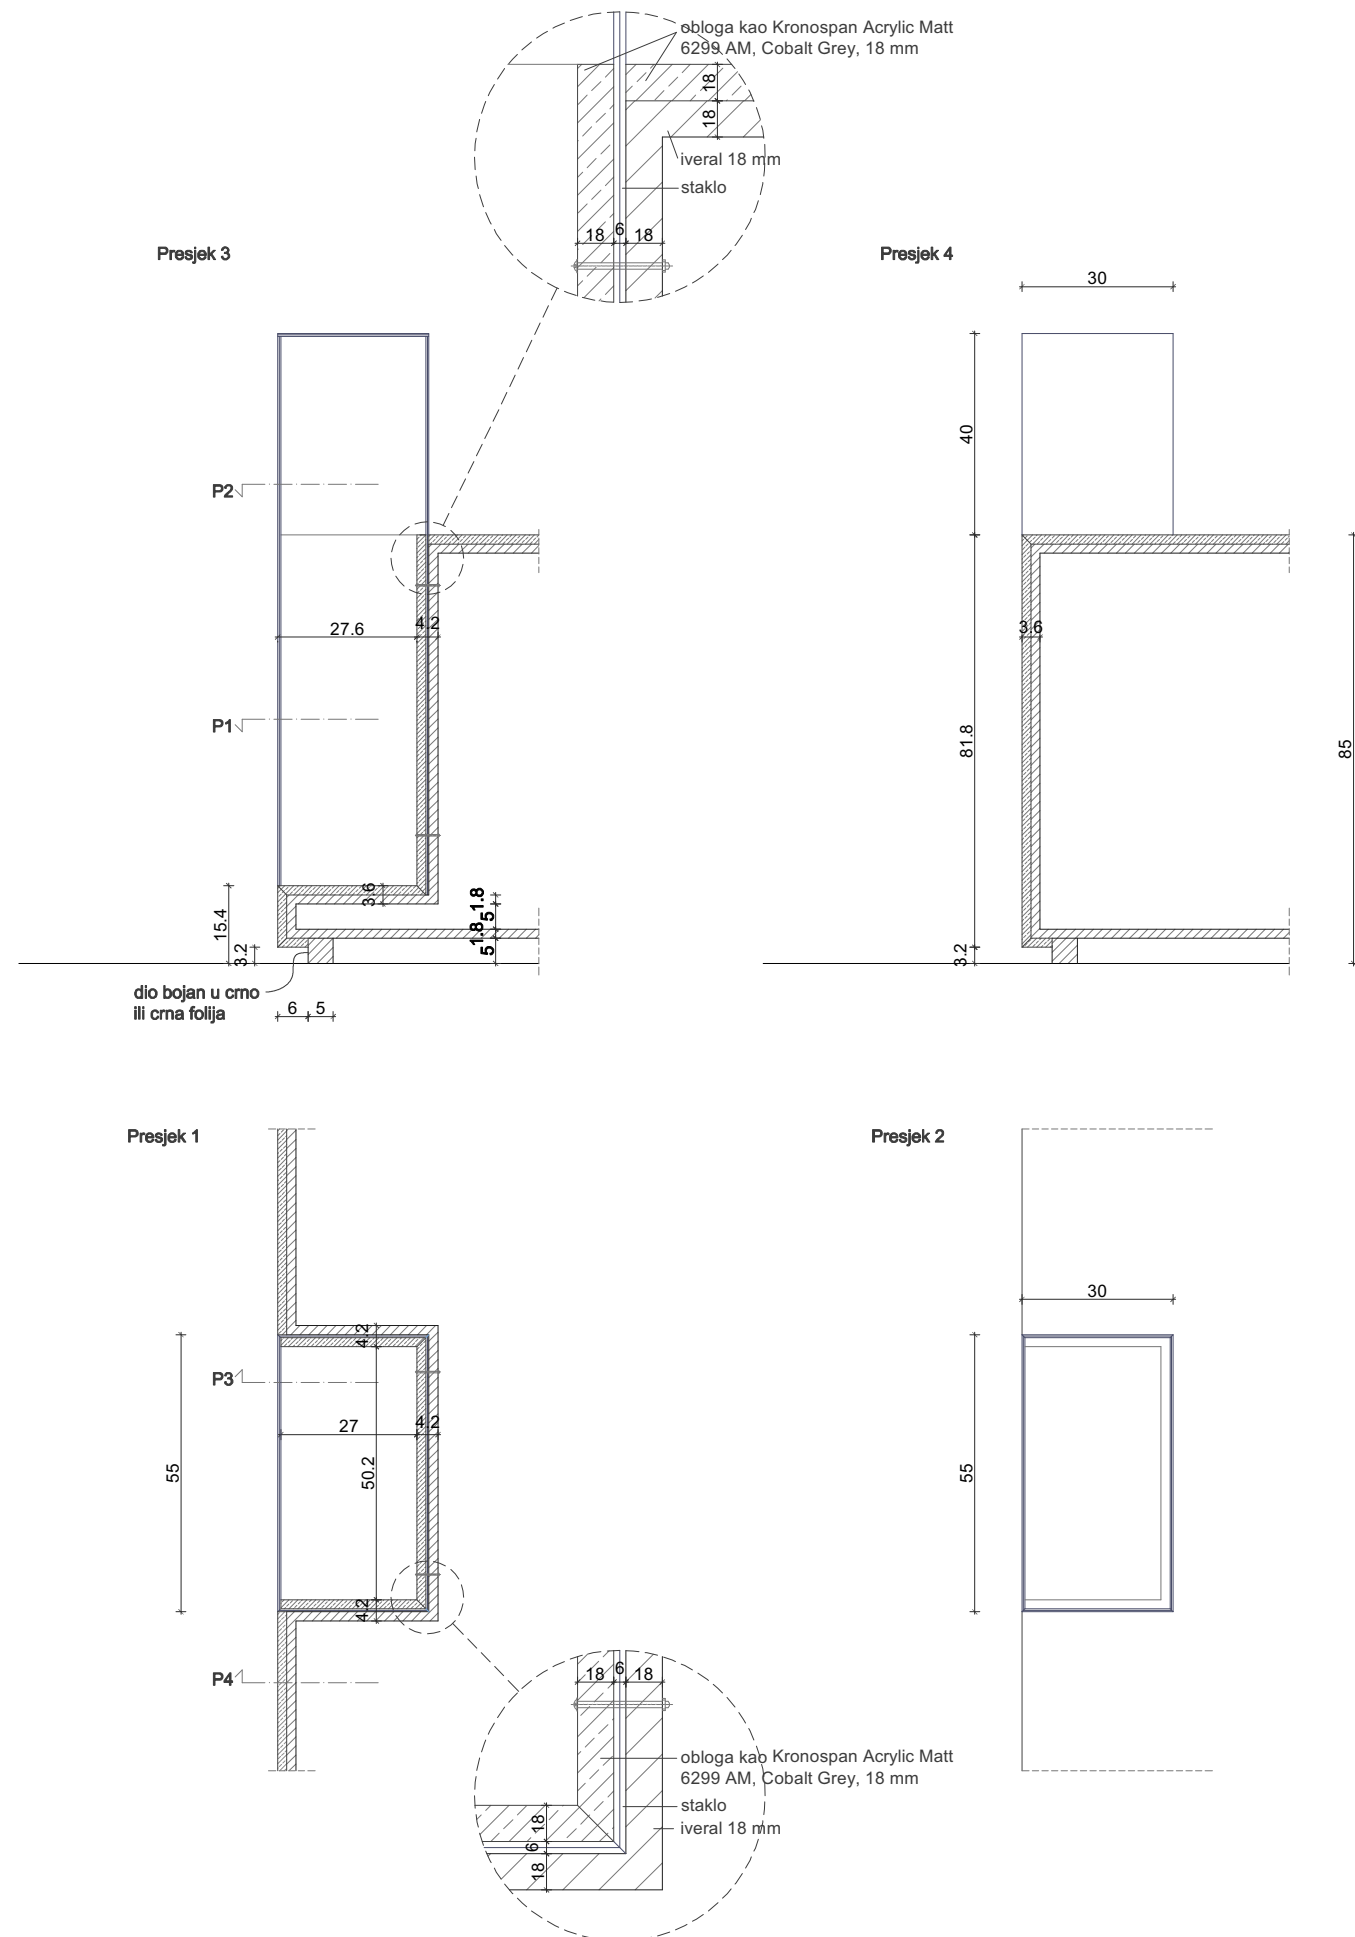 obloga kao Kronospan Acrylic Matt
6299 AM, Cobalt Grey, 18 mm
18
18
iveral 18 mm
staklo
18 6 18
Presjek 3
Presjek 4
30
40
P2
27.6
4.2
3.6
P1
81.8
85
15.4
3.2
3.6
1.8
5
1.8
5
3.2
dio bojan u crno
ili crna folija
6 5
Presjek 1
Presjek 2
30
4.2
P3
27
4.2
55
50.2
55
4.2
P4
18 6 18
obloga kao Kronospan Acrylic Matt
6299 AM, Cobalt Grey, 18 mm
staklo
iveral 18 mm
18
6
18